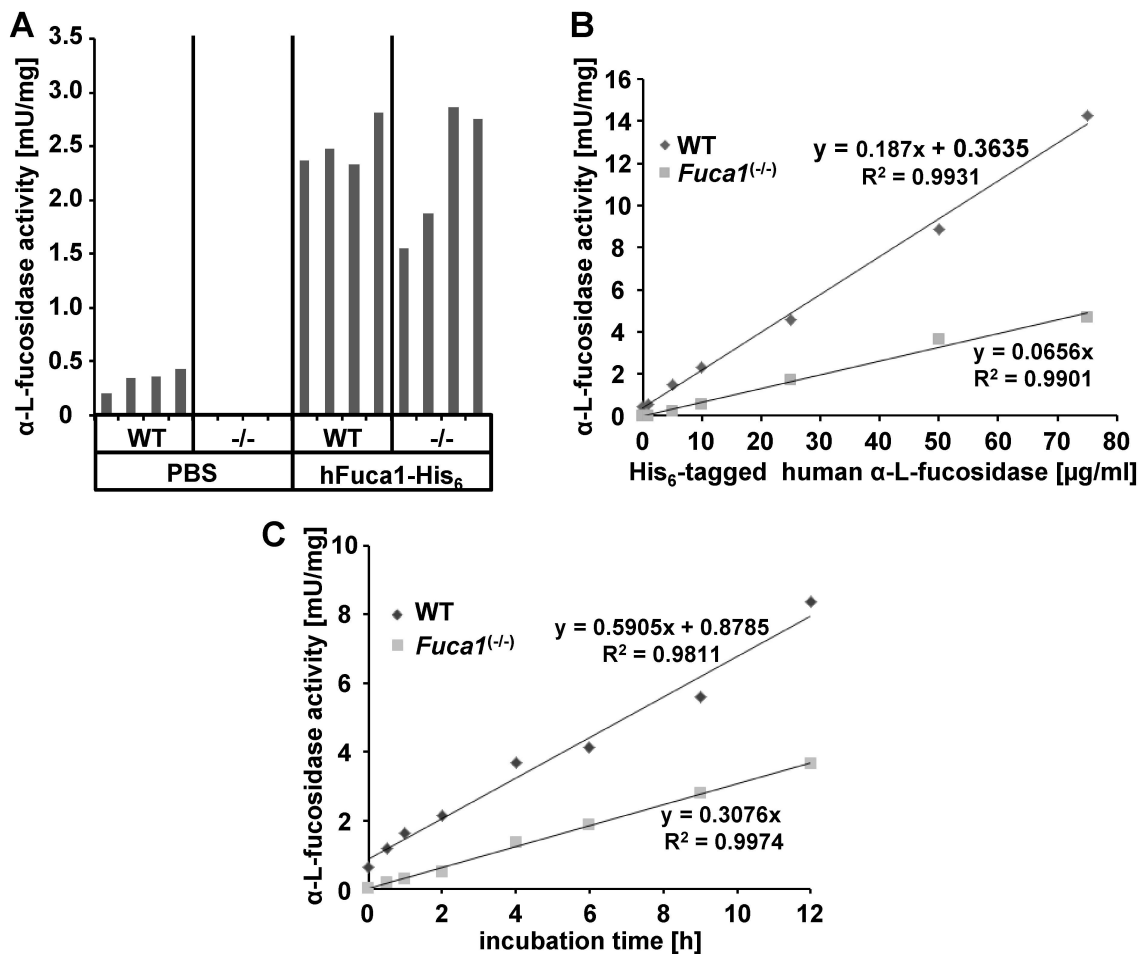 A
α-L-fucosidase activity [mU/mg]
3.5
3.0
2.5
2.0
1.5
1.0
0.5
0
WT -/- WT -/-
PBS hFuca1-His₆
B
α-L-fucosidase activity [mU/mg]
16
14
12
10
8
6
4
2
0
WT
Fuca1(-/-)
y = 0.187x + 0.3635
R² = 0.9931
y = 0.0656x
R² = 0.9901
0 10 20 30 40 50 60 70 80
His₆-tagged human α-L-fucosidase [µg/ml]
C
α-L-fucosidase activity [mU/mg]
10
8
6
4
2
0
WT
Fuca1(-/-)
y = 0.5905x + 0.8785
R² = 0.9811
y = 0.3076x
R² = 0.9974
0 2 4 6 8 10 12
incubation time [h]